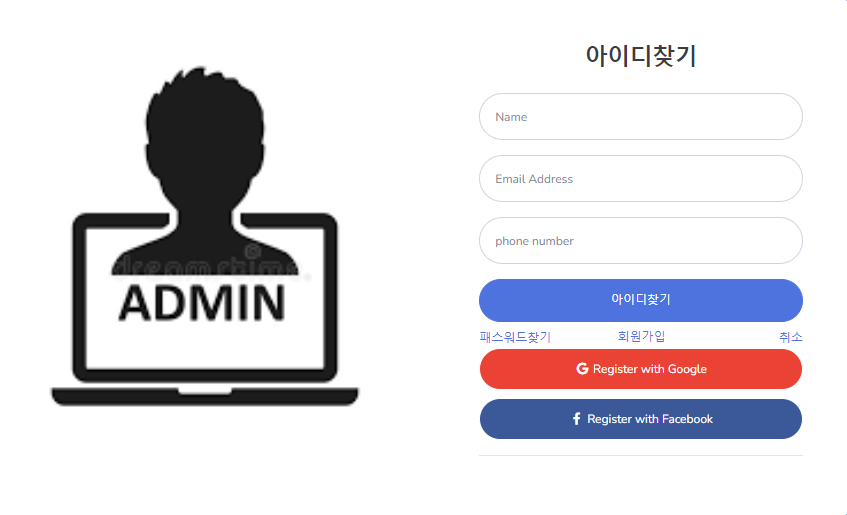 dreamstime
ADMIN
아이디찾기
Name
Email Address
phone number
아이디찾기
패스워드찾기 회원가입 취소
Register with Google
Register with Facebook